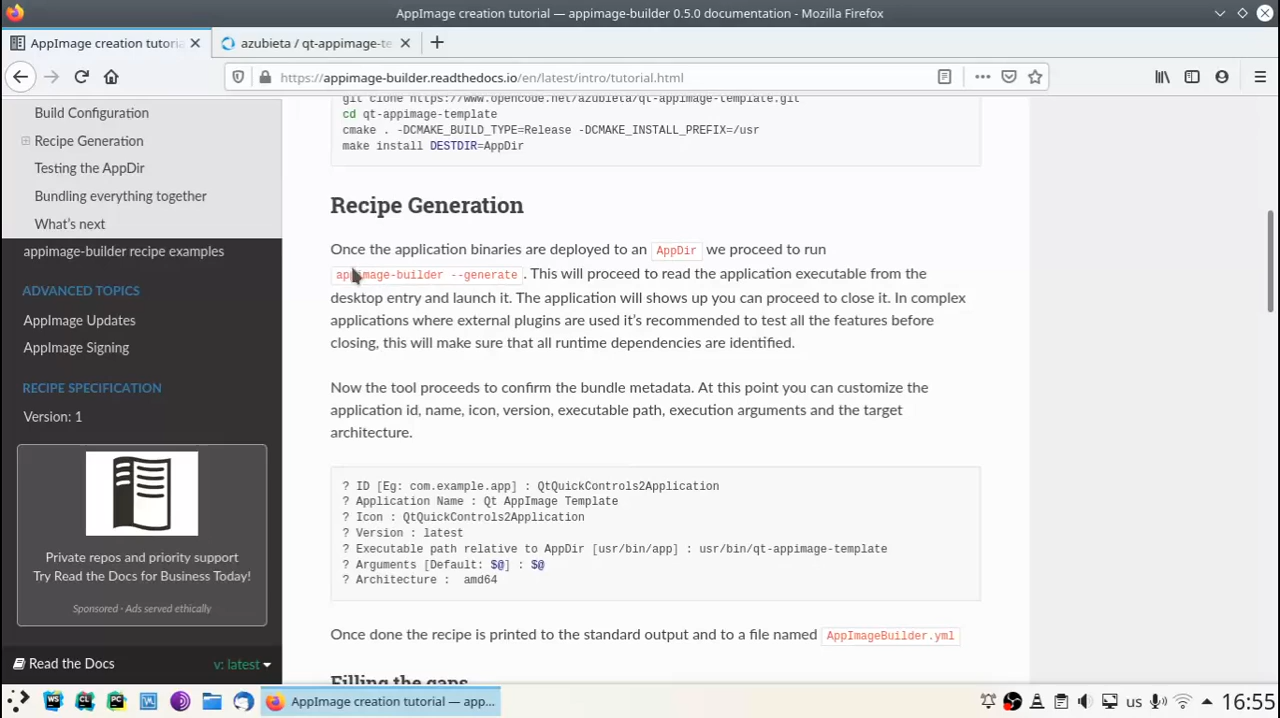 AppImage creation tutorial — appimage-builder 0.5.0 documentation - Mozilla Firefox
AppImage creation tutoria
azubieta / qt-appimage-te
https://appimage-builder.readthedocs.io/en/latest/intro/tutorial.html
Build Configuration
Recipe Generation
Testing the AppDir
Bundling everything together
What's next
appimage-builder recipe examples
ADVANCED TOPICS
AppImage Updates
AppImage Signing
RECIPE SPECIFICATION
Version: 1
Private repos and priority support
Try Read the Docs for Business Today!
Sponsored · Ads served ethically
Read the Docs
v: latest
git clone https://www.opencode.net/azubieta/qt-appimage-template.git
cd qt-appimage-template
cmake . -DCMAKE_BUILD_TYPE=Release -DCMAKE_INSTALL_PREFIX=/usr
make install DESTDIR=AppDir
Recipe Generation
Once the application binaries are deployed to an AppDir we proceed to run
appimage-builder --generate. This will proceed to read the application executable from the
desktop entry and launch it. The application will shows up you can proceed to close it. In complex
applications where external plugins are used it's recommended to test all the features before
closing, this will make sure that all runtime dependencies are identified.
Now the tool proceeds to confirm the bundle metadata. At this point you can customize the
application id, name, icon, version, executable path, execution arguments and the target
architecture.
? ID [Eg: com.example.app] : QtQuickControls2Application
? Application Name : Qt AppImage Template
? Icon : QtQuickControls2Application
? Version : latest
? Executable path relative to AppDir [usr/bin/app] : usr/bin/qt-appimage-template
? Arguments [Default: $@] : $@
? Architecture :  amd64
Once done the recipe is printed to the standard output and to a file named AppImageBuilder.yml
Filling the gaps
WS
CL
PC
AppImage creation tutorial — app...
us
16:55